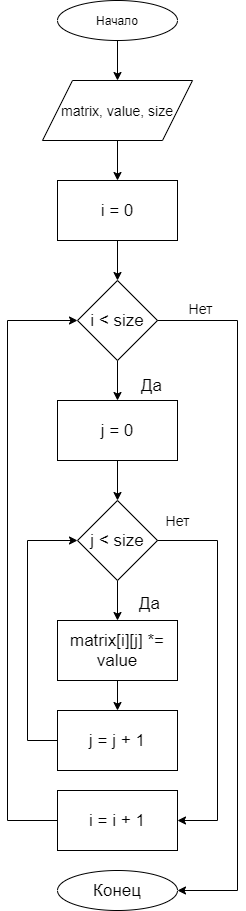 Начало
matrix, value, size
i = 0
i < size
Нет
Да
j = 0
j < size
Нет
Да
matrix[i][j] *=
value
j = j + 1
i = i + 1
Конец